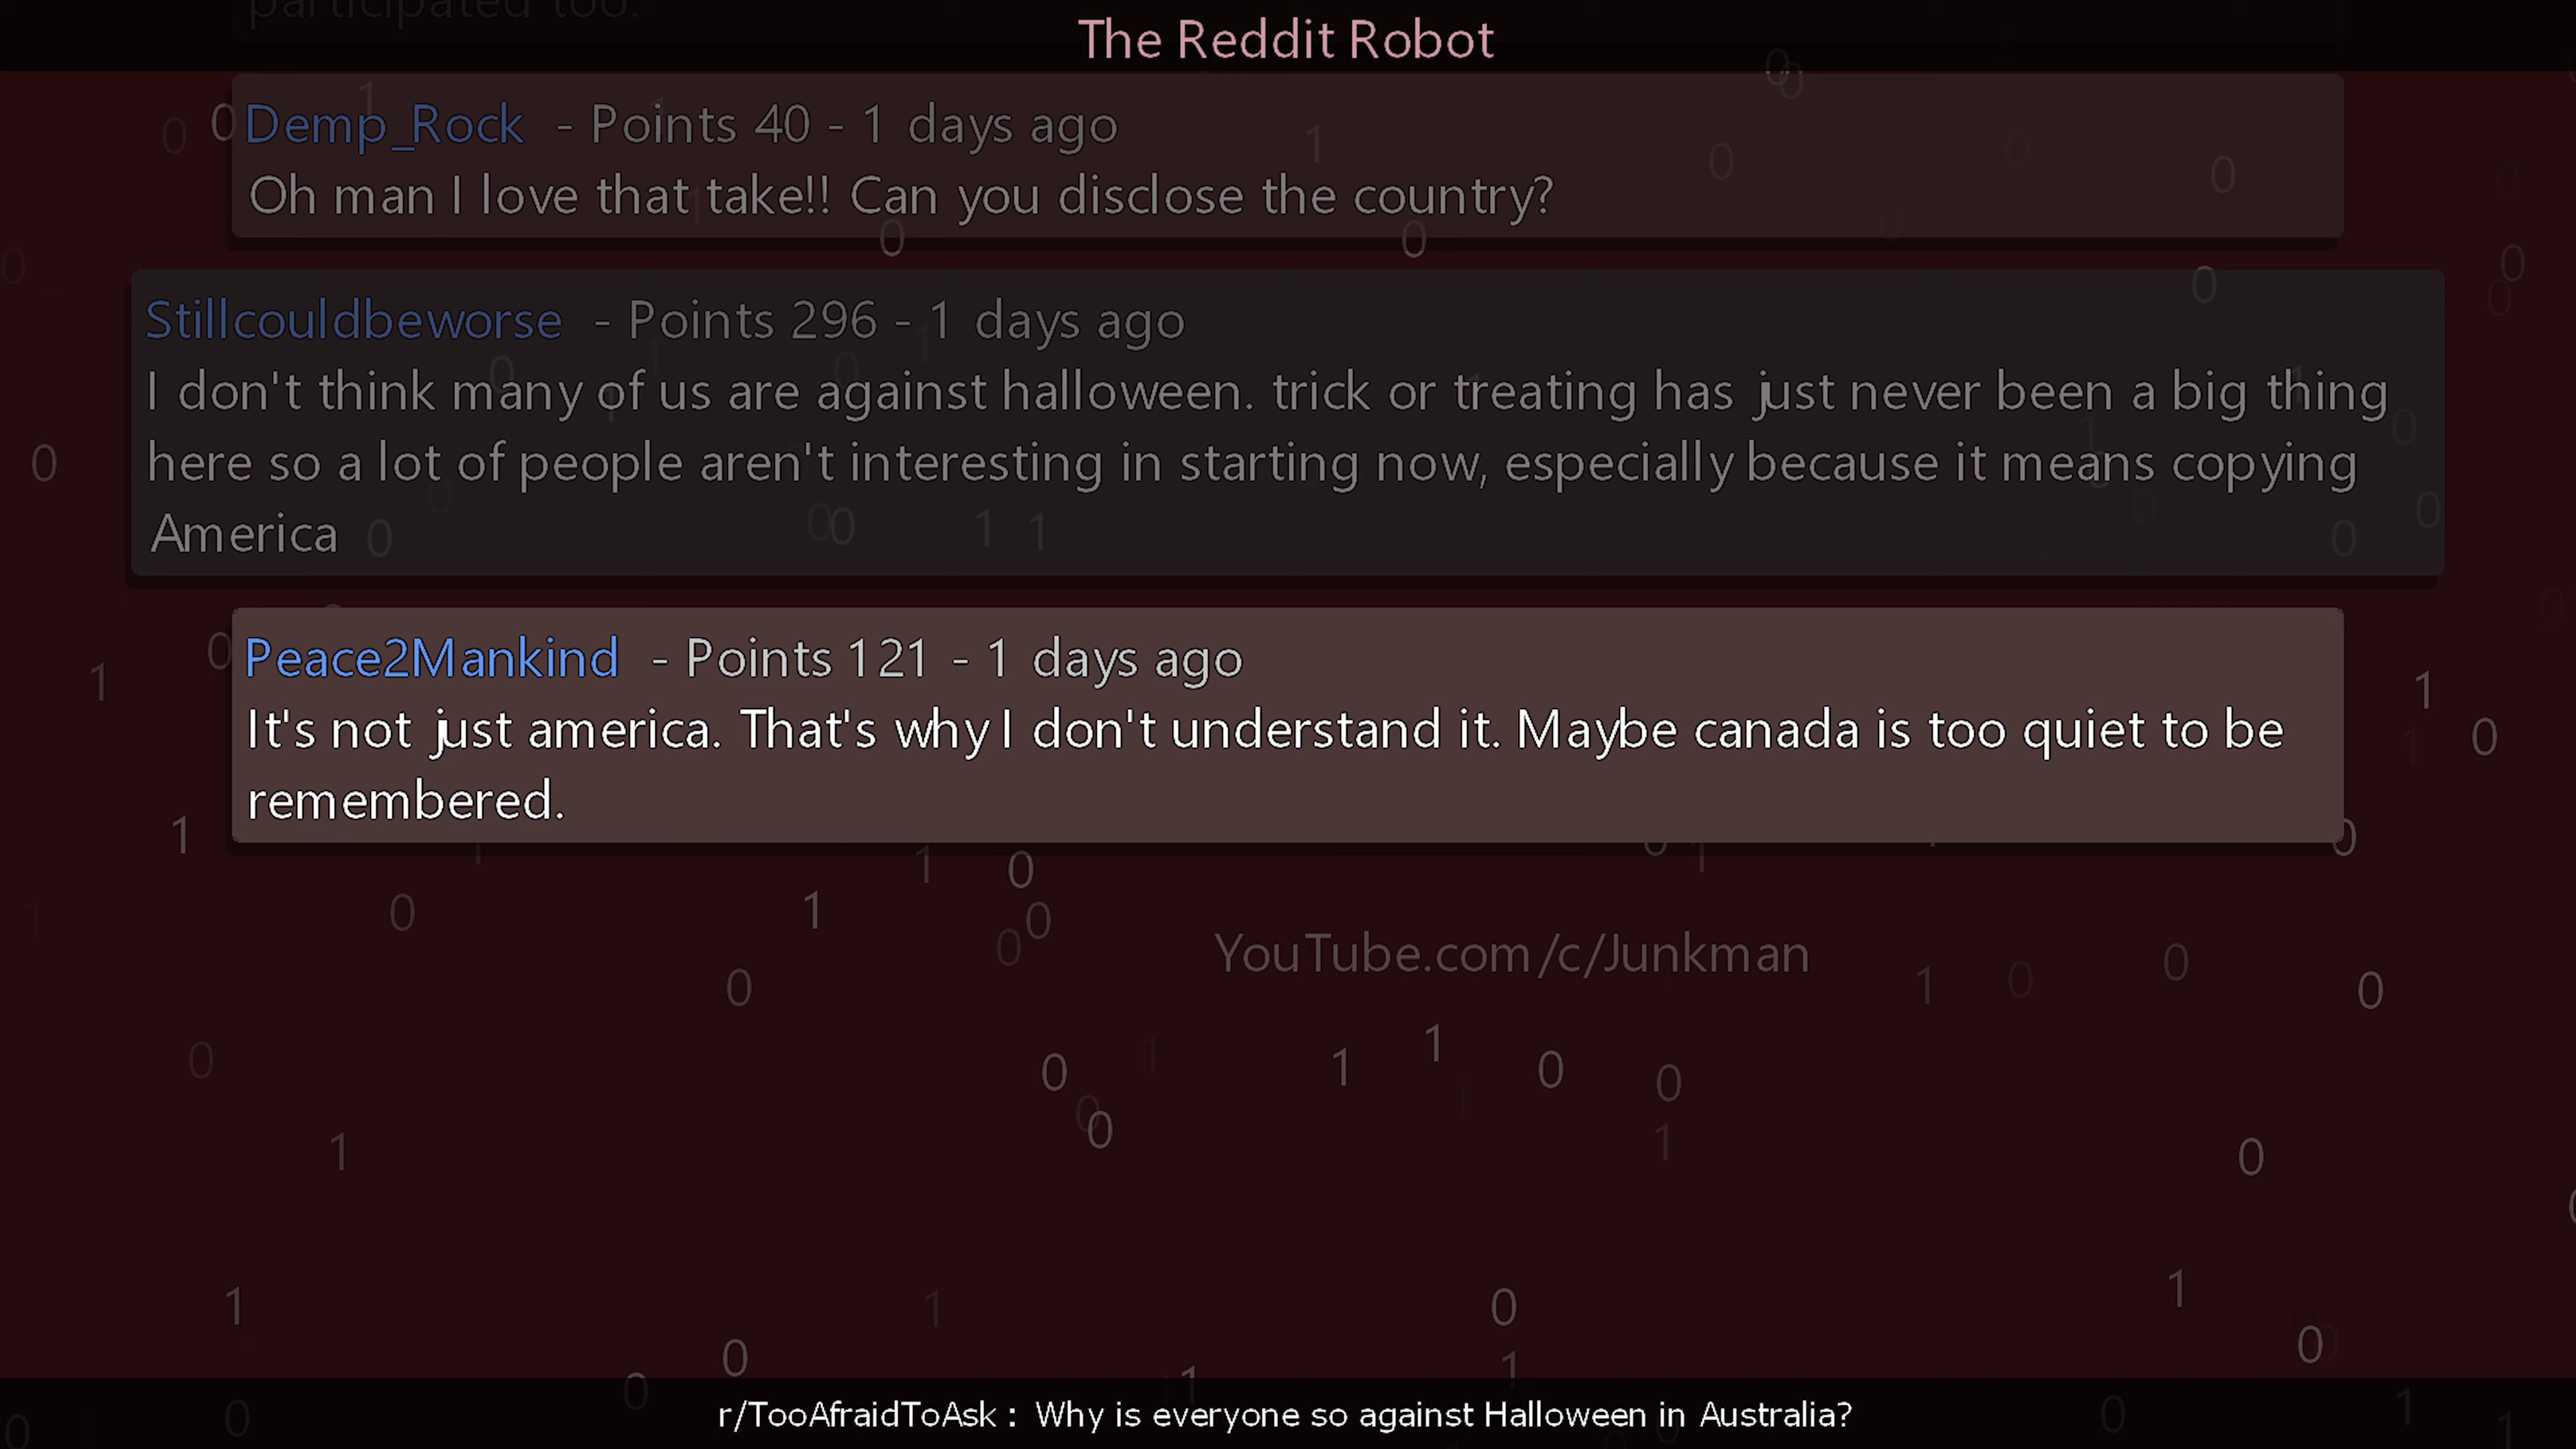 participated too.
The Reddit Robot
Demp_Rock - Points 40 - 1 days ago
Oh man I love that take!! Can you disclose the country?
Stillcouldbeworse - Points 296 - 1 days ago
I don't think many of us are against halloween. trick or treating has just never been a big thing
here so a lot of people aren't interesting in starting now, especially because it means copying
America
Peace2Mankind - Points 121 - 1 days ago
It's not just america. That's why I don't understand it. Maybe canada is too quiet to be
remembered.
YouTube.com/c/Junkman
r/TooAfraidToAsk : Why is everyone so against Halloween in Australia?